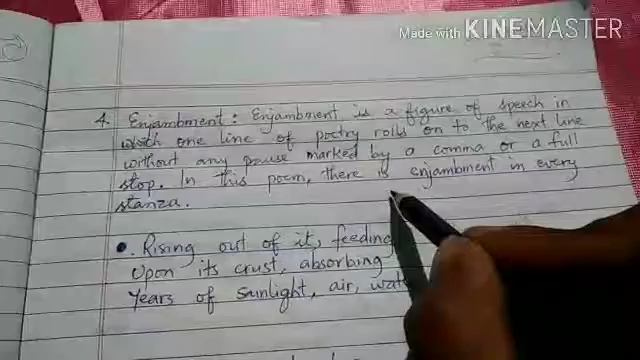 Made with KINEMASTER
4. Enjambment : Enjambment is a figure of speech in
which one line of poetry rolls on to the next line
without any pause marked by a comma or a full
stop. In this poem, there is enjambment in every
stanza.
• Rising out of it, feeding
Upon its crust, absorbing
Years of sunlight, air,